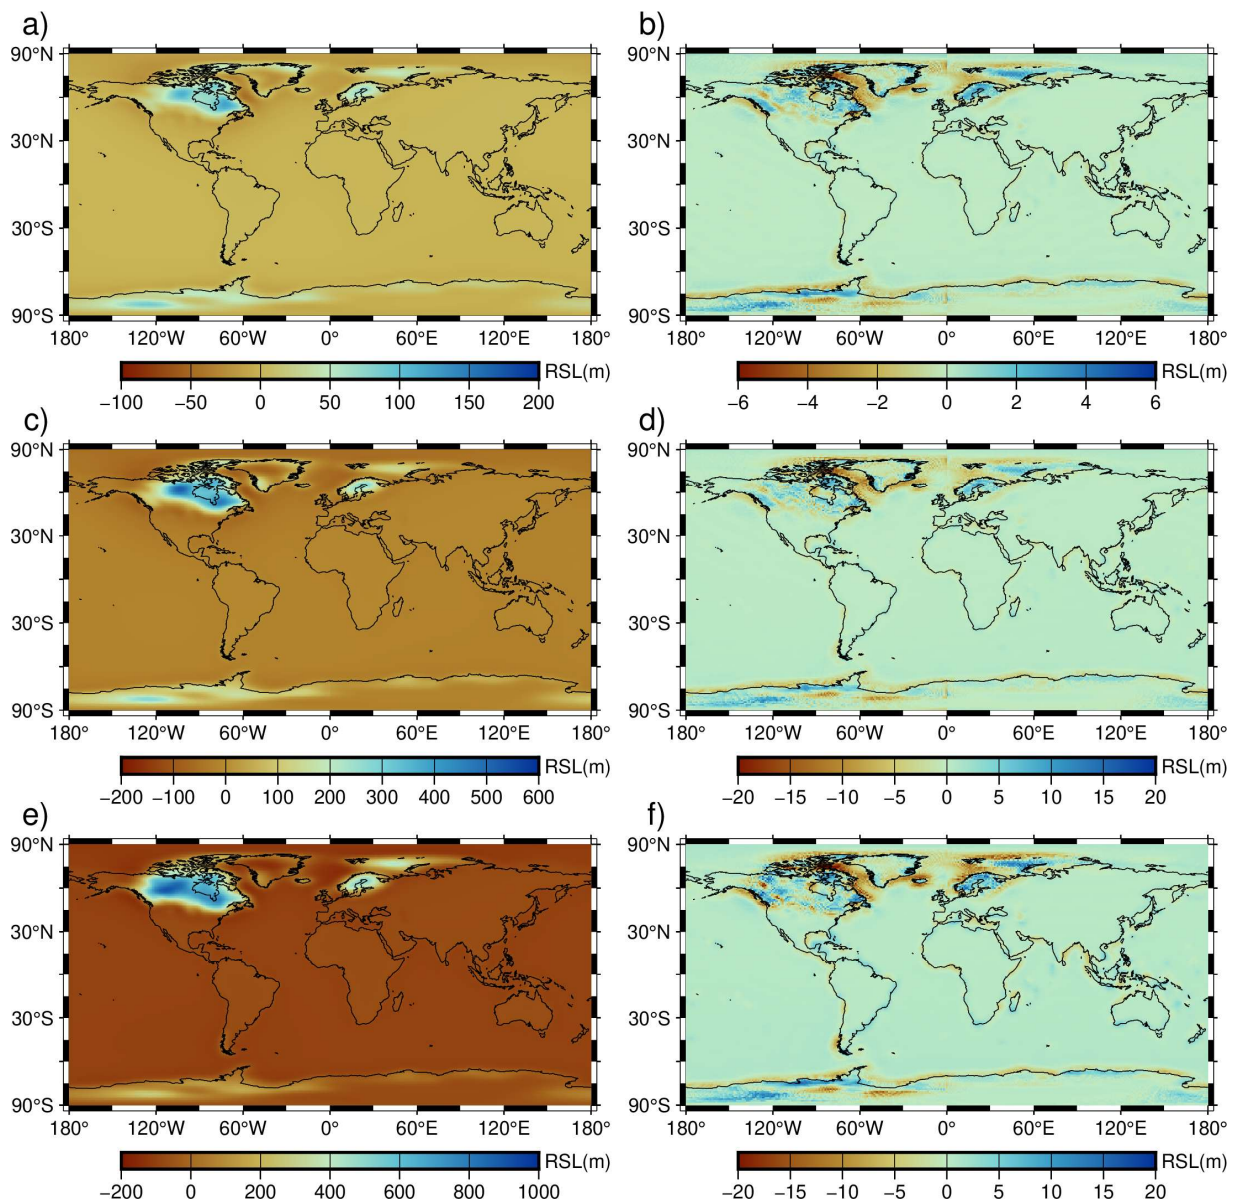 a) b)
90°N 90°N
30°N 30°N
30°S 30°S
90°S 90°S
180° 120°W 60°W 0° 60°E 120°E 180° 180° 120°W 60°W 0° 60°E 120°E 180°
RSL(m) RSL(m)
−100 −50 0 50 100 150 200 −6 −4 −2 0 2 4 6
c) d)
90°N 90°N
30°N 30°N
30°S 30°S
90°S 90°S
180° 120°W 60°W 0° 60°E 120°E 180° 180° 120°W 60°W 0° 60°E 120°E 180°
RSL(m) RSL(m)
−200 −100 0 100 200 300 400 500 600 −20 −15 −10 −5 0 5 10 15 20
e) f)
90°N 90°N
30°N 30°N
30°S 30°S
90°S 90°S
180° 120°W 60°W 0° 60°E 120°E 180° 180° 120°W 60°W 0° 60°E 120°E 180°
RSL(m) RSL(m)
−200 0 200 400 600 800 1000 −20 −15 −10 −5 0 5 10 15 20